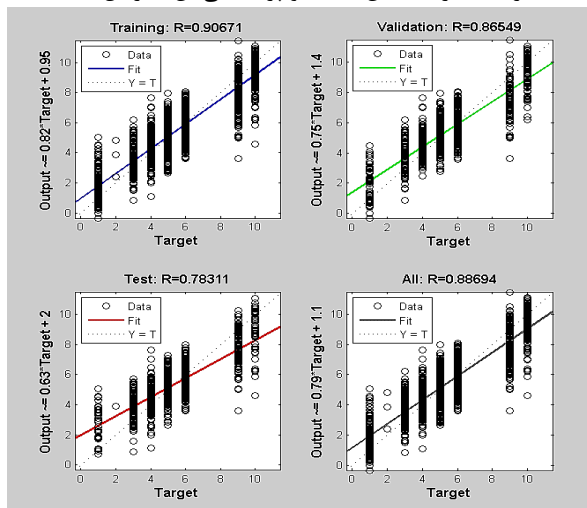 Training: R=0.90671
Output ~= 0.82*Target + 0.95
Data
Fit
Y = T
10
8
6
4
2
0
0 2 4 6 8 10
Target
Validation: R=0.86549
Output ~= 0.75*Target + 1.4
Data
Fit
Y = T
10
8
6
4
2
0
0 2 4 6 8 10
Target
Test: R=0.78311
Output ~= 0.63*Target + 2
Data
Fit
Y = T
10
8
6
4
2
0
0 2 4 6 8 10
Target
All: R=0.88694
Output ~= 0.79*Target + 1.1
Data
Fit
Y = T
10
8
6
4
2
0
0 2 4 6 8 10
Target